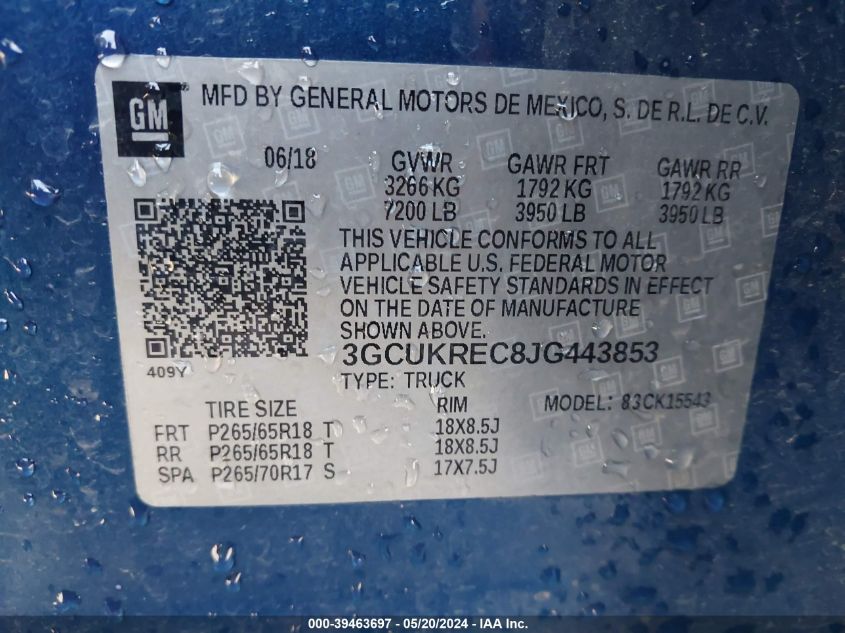 GM MFD BY GENERAL MOTORS DE MEXICO, S. DE R.L. DE C.V.
06/18 GVWR GAWR FRT GAWR RR
3266 KG 1792 KG 1792 KG
7200 LB 3950 LB 3950 LB
THIS VEHICLE CONFORMS TO ALL
APPLICABLE U.S. FEDERAL MOTOR
VEHICLE SAFETY STANDARDS IN EFFECT
ON THE DATE OF MANUFACTURE
SHOWN ABOVE.
3GCUKREC8JG443853
409Y TYPE: TRUCK
TIRE SIZE RIM MODEL: 83CK15543
FRT P265/65R18 T 18X8.5J
RR P265/65R18 T 18X8.5J
SPA P265/70R17 S 17X7.5J
000-39463697 - 05/20/2024 - IAA Inc.